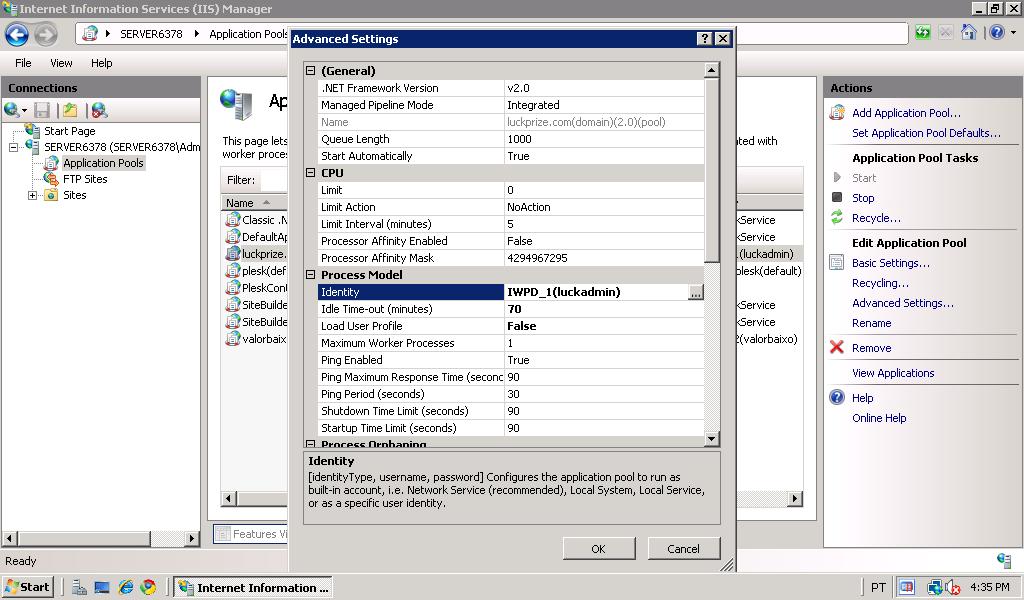 Internet Information Services (IIS) Manager
SERVER6378
Application Pools
File View Help
Connections
Start Page
SERVER6378 (SERVER6378\Adm
Application Pools
FTP Sites
Sites
This page lets
ated with
worker proces
Filter:
Name
Classic .N
kService
DefaultAp
kService
luckprize.
1(luckadmin)
plesk(def
plesk(default)
PleskCont
SiteBuilde
kService
SiteBuilde
kService
valorbaix
2(valorbaixo)
Features Vi
Advanced Settings
(General)
.NET Framework Version v2.0
Managed Pipeline Mode Integrated
Name luckprize.com(domain)(2.0)(pool)
Queue Length 1000
Start Automatically True
CPU
Limit 0
Limit Action NoAction
Limit Interval (minutes) 5
Processor Affinity Enabled False
Processor Affinity Mask 4294967295
Process Model
Identity IWPD_1(luckadmin) ...
Idle Time-out (minutes) 70
Load User Profile False
Maximum Worker Processes 1
Ping Enabled True
Ping Maximum Response Time (second 90
Ping Period (seconds) 30
Shutdown Time Limit (seconds) 90
Startup Time Limit (seconds) 90
Process Orphaning
Identity
[identityType, username, password] Configures the application pool to run as
built-in account, i.e. Network Service (recommended), Local System, Local Service,
or as a specific user identity.
OK Cancel
Actions
Add Application Pool...
Set Application Pool Defaults...
Application Pool Tasks
Start
Stop
Recycle...
Edit Application Pool
Basic Settings...
Recycling...
Advanced Settings...
Rename
Remove
View Applications
Help
Online Help
Ready
Start
Internet Information ...
PT
4:35 PM